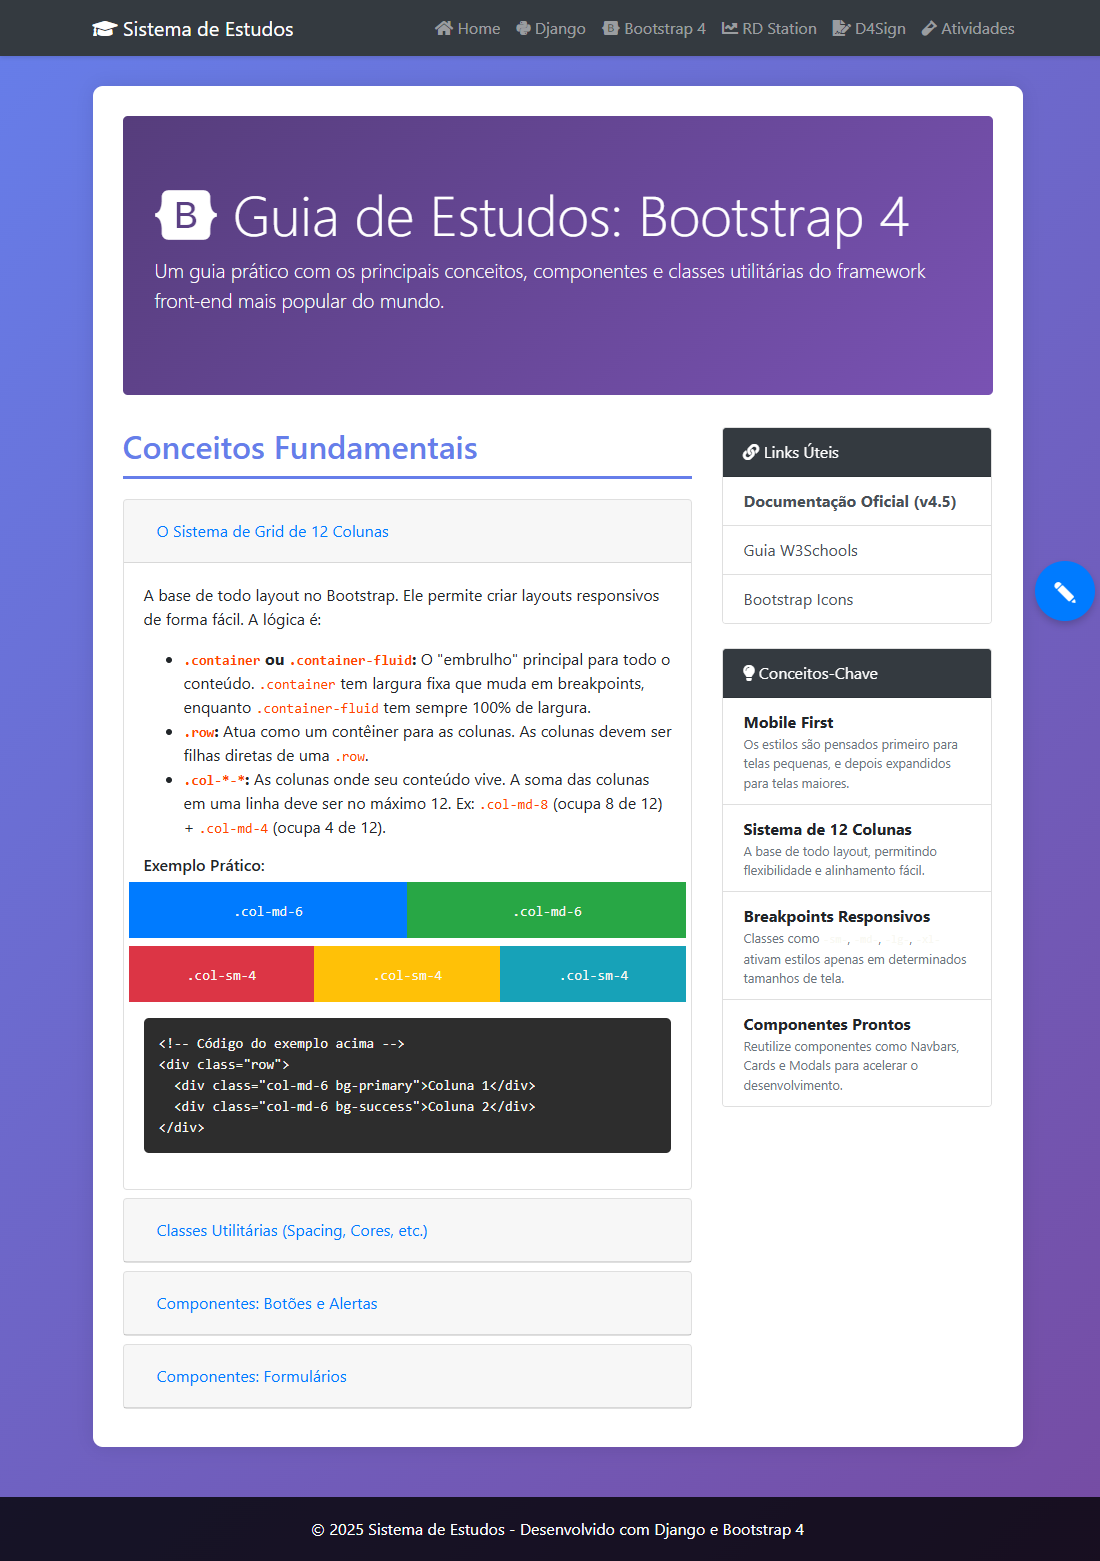 Sistema de Estudos
Home Django Bootstrap 4 RD Station D4Sign Atividades
B Guia de Estudos: Bootstrap 4
Um guia prático com os principais conceitos, componentes e classes utilitárias do framework
front-end mais popular do mundo.
Conceitos Fundamentais
O Sistema de Grid de 12 Colunas
A base de todo layout no Bootstrap. Ele permite criar layouts responsivos
de forma fácil. A lógica é:
.container ou .container-fluid: O "embrulho" principal para todo o
conteúdo. .container tem largura fixa que muda em breakpoints,
enquanto .container-fluid tem sempre 100% de largura.
.row: Atua como um contêiner para as colunas. As colunas devem ser
filhas diretas de uma .row.
.col-*-*: As colunas onde seu conteúdo vive. A soma das colunas
em uma linha deve ser no máximo 12. Ex: .col-md-8 (ocupa 8 de 12)
+ .col-md-4 (ocupa 4 de 12).
Exemplo Prático:
.col-md-6 .col-md-6
.col-sm-4 .col-sm-4 .col-sm-4
<!-- Código do exemplo acima -->
<div class="row">
  <div class="col-md-6 bg-primary">Coluna 1</div>
  <div class="col-md-6 bg-success">Coluna 2</div>
</div>
Classes Utilitárias (Spacing, Cores, etc.)
Componentes: Botões e Alertas
Componentes: Formulários
Links Úteis
Documentação Oficial (v4.5)
Guia W3Schools
Bootstrap Icons
Conceitos-Chave
Mobile First
Os estilos são pensados primeiro para
telas pequenas, e depois expandidos
para telas maiores.
Sistema de 12 Colunas
A base de todo layout, permitindo
flexibilidade e alinhamento fácil.
Breakpoints Responsivos
Classes como , , ,
ativam estilos apenas em determinados
tamanhos de tela.
Componentes Prontos
Reutilize componentes como Navbars,
Cards e Modals para acelerar o
desenvolvimento.
© 2025 Sistema de Estudos - Desenvolvido com Django e Bootstrap 4